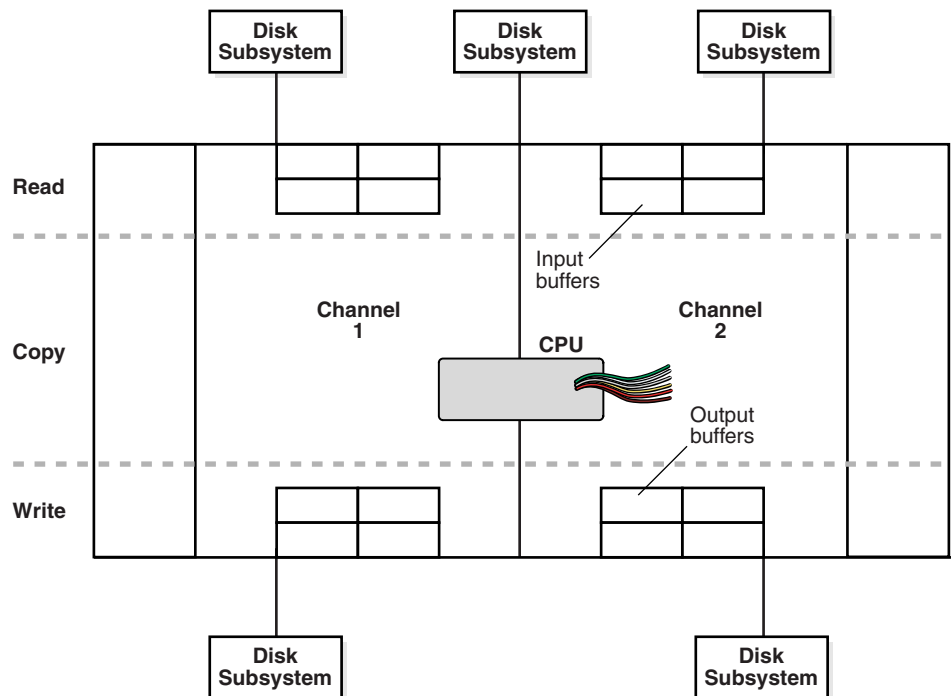 Disk
Subsystem
Disk
Subsystem
Disk
Subsystem
Read
Input
buffers
Channel
1
Channel
2
CPU
Copy
Output
buffers
Write
Disk
Subsystem
Disk
Subsystem